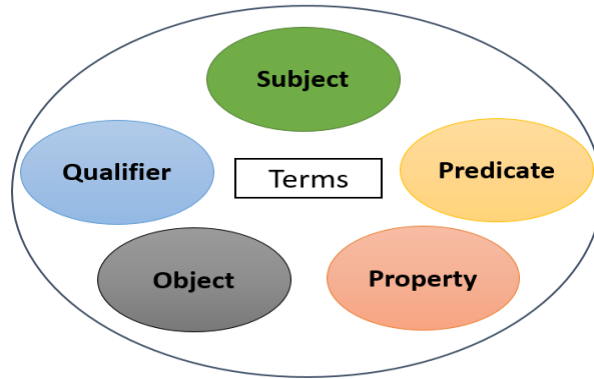 Subject
Qualifier
Terms
Predicate
Object
Property